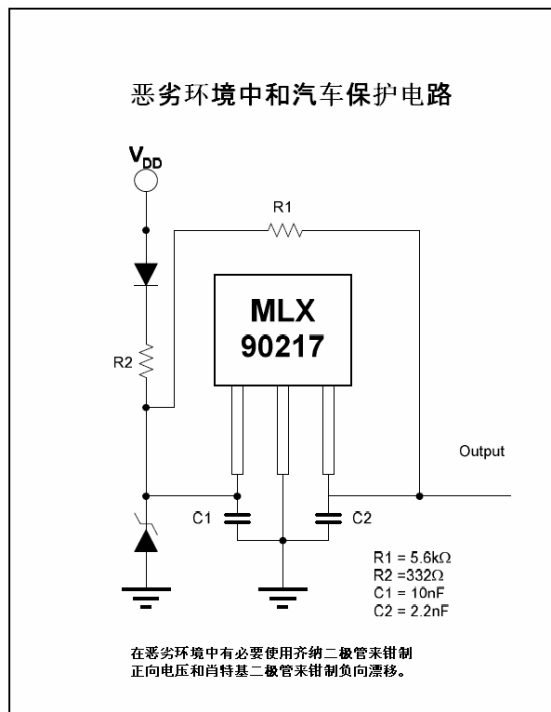 恶劣环境中和汽车保护电路
VDD
R1
MLX
90217
R2
Output
C1
C2
R1 = 5.6kΩ
R2 =332Ω
C1 = 10nF
C2 = 2.2nF
在恶劣环境中有必要使用齐纳二极管来钳制
正向电压和肖特基二极管来钳制负向漂移。